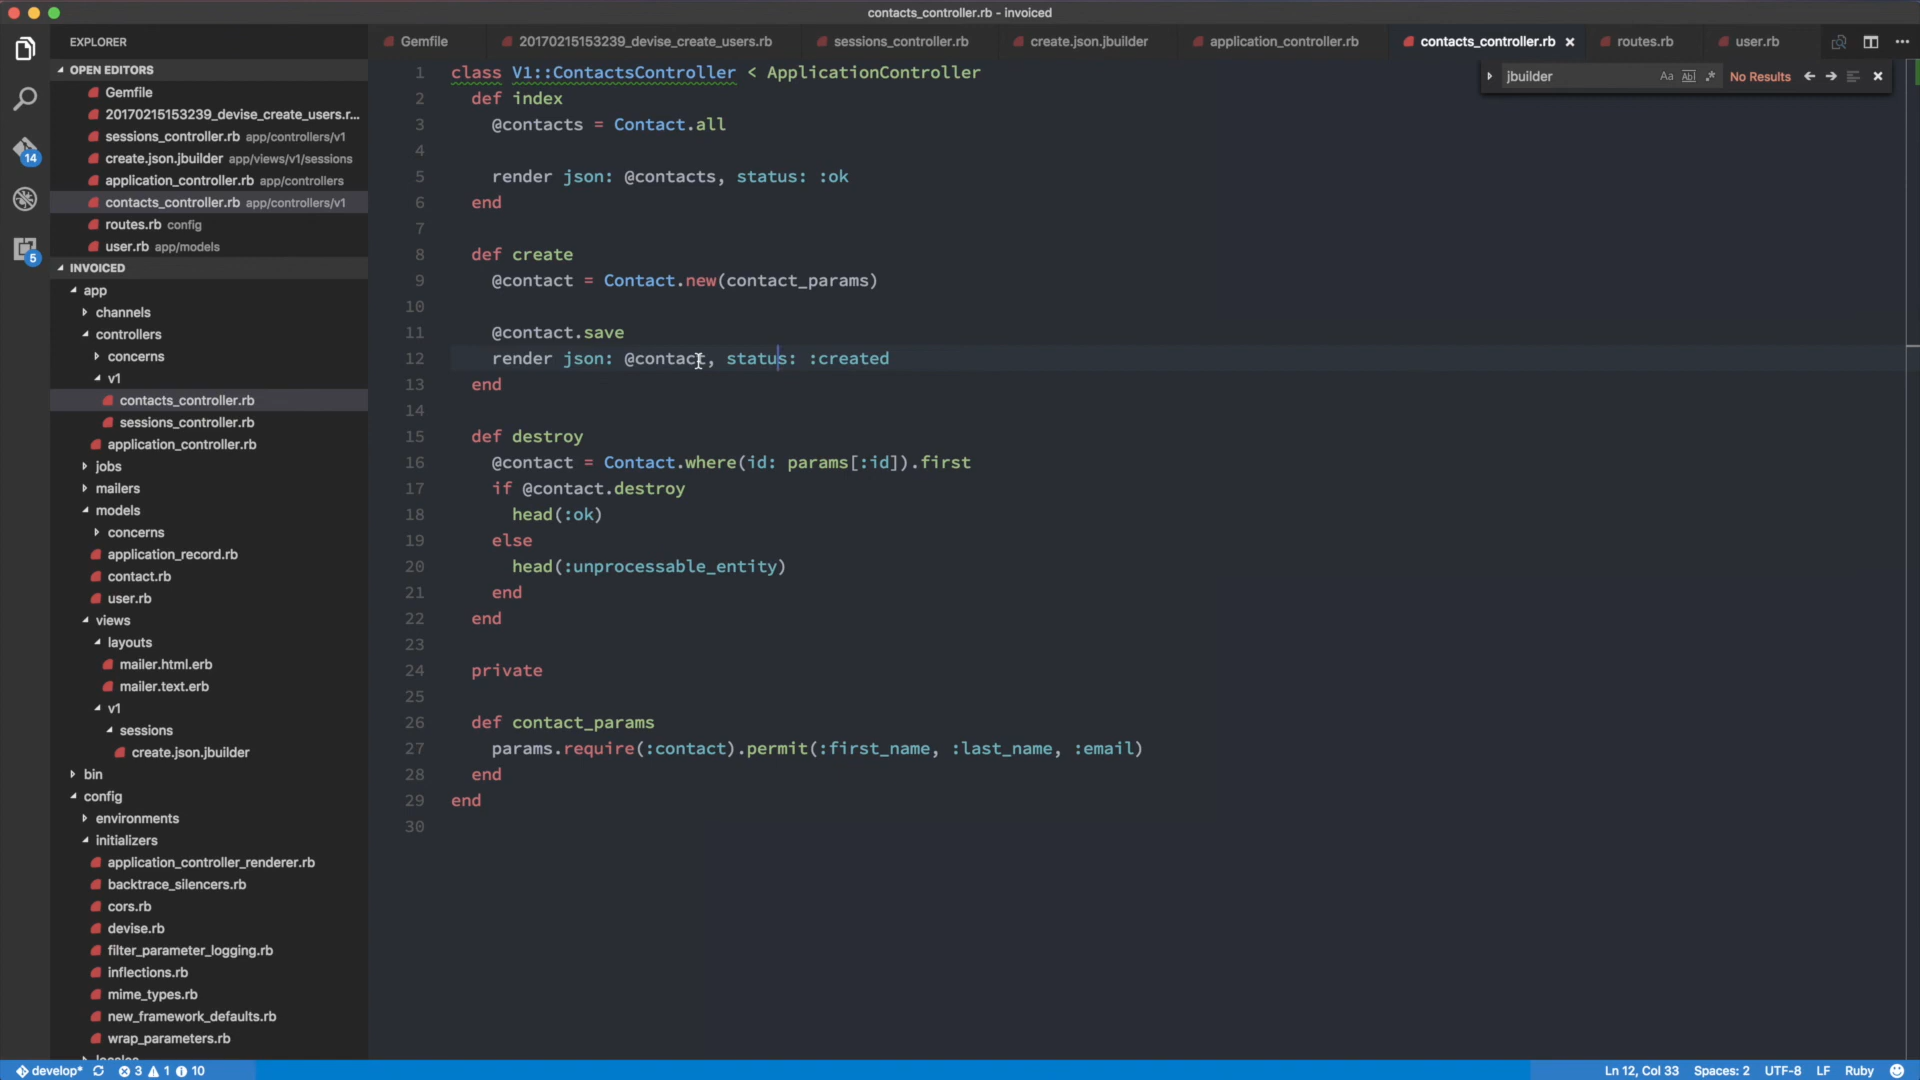 contacts_controller.rb - invoiced
EXPLORER
Gemfile
20170215153239_devise_create_users.rb
sessions_controller.rb
create.json.jbuilder
application_controller.rb
contacts_controller.rb
routes.rb
user.rb
jbuilder
Aa
No Results
OPEN EDITORS
Gemfile
20170215153239_devise_create_users.r...
sessions_controller.rb app/controllers/v1
create.json.jbuilder app/views/v1/sessions
application_controller.rb app/controllers
contacts_controller.rb app/controllers/v1
routes.rb config
user.rb app/models
INVOICED
app
channels
controllers
concerns
v1
contacts_controller.rb
sessions_controller.rb
application_controller.rb
jobs
mailers
models
concerns
application_record.rb
contact.rb
user.rb
views
layouts
mailer.html.erb
mailer.text.erb
v1
sessions
create.json.jbuilder
bin
config
environments
initializers
application_controller_renderer.rb
backtrace_silencers.rb
cors.rb
devise.rb
filter_parameter_logging.rb
inflections.rb
mime_types.rb
new_framework_defaults.rb
wrap_parameters.rb
14
5
1 class V1::ContactsController < ApplicationController
2 def index
3 @contacts = Contact.all
4
5 render json: @contacts, status: :ok
6 end
7
8 def create
9 @contact = Contact.new(contact_params)
10
11 @contact.save
12 render json: @contact, status: :created
13 end
14
15 def destroy
16 @contact = Contact.where(id: params[:id]).first
17 if @contact.destroy
18 head(:ok)
19 else
20 head(:unprocessable_entity)
21 end
22 end
23
24 private
25
26 def contact_params
27 params.require(:contact).permit(:first_name, :last_name, :email)
28 end
29 end
30
develop* 3 1 10
Ln 12, Col 33 Spaces: 2 UTF-8 LF Ruby